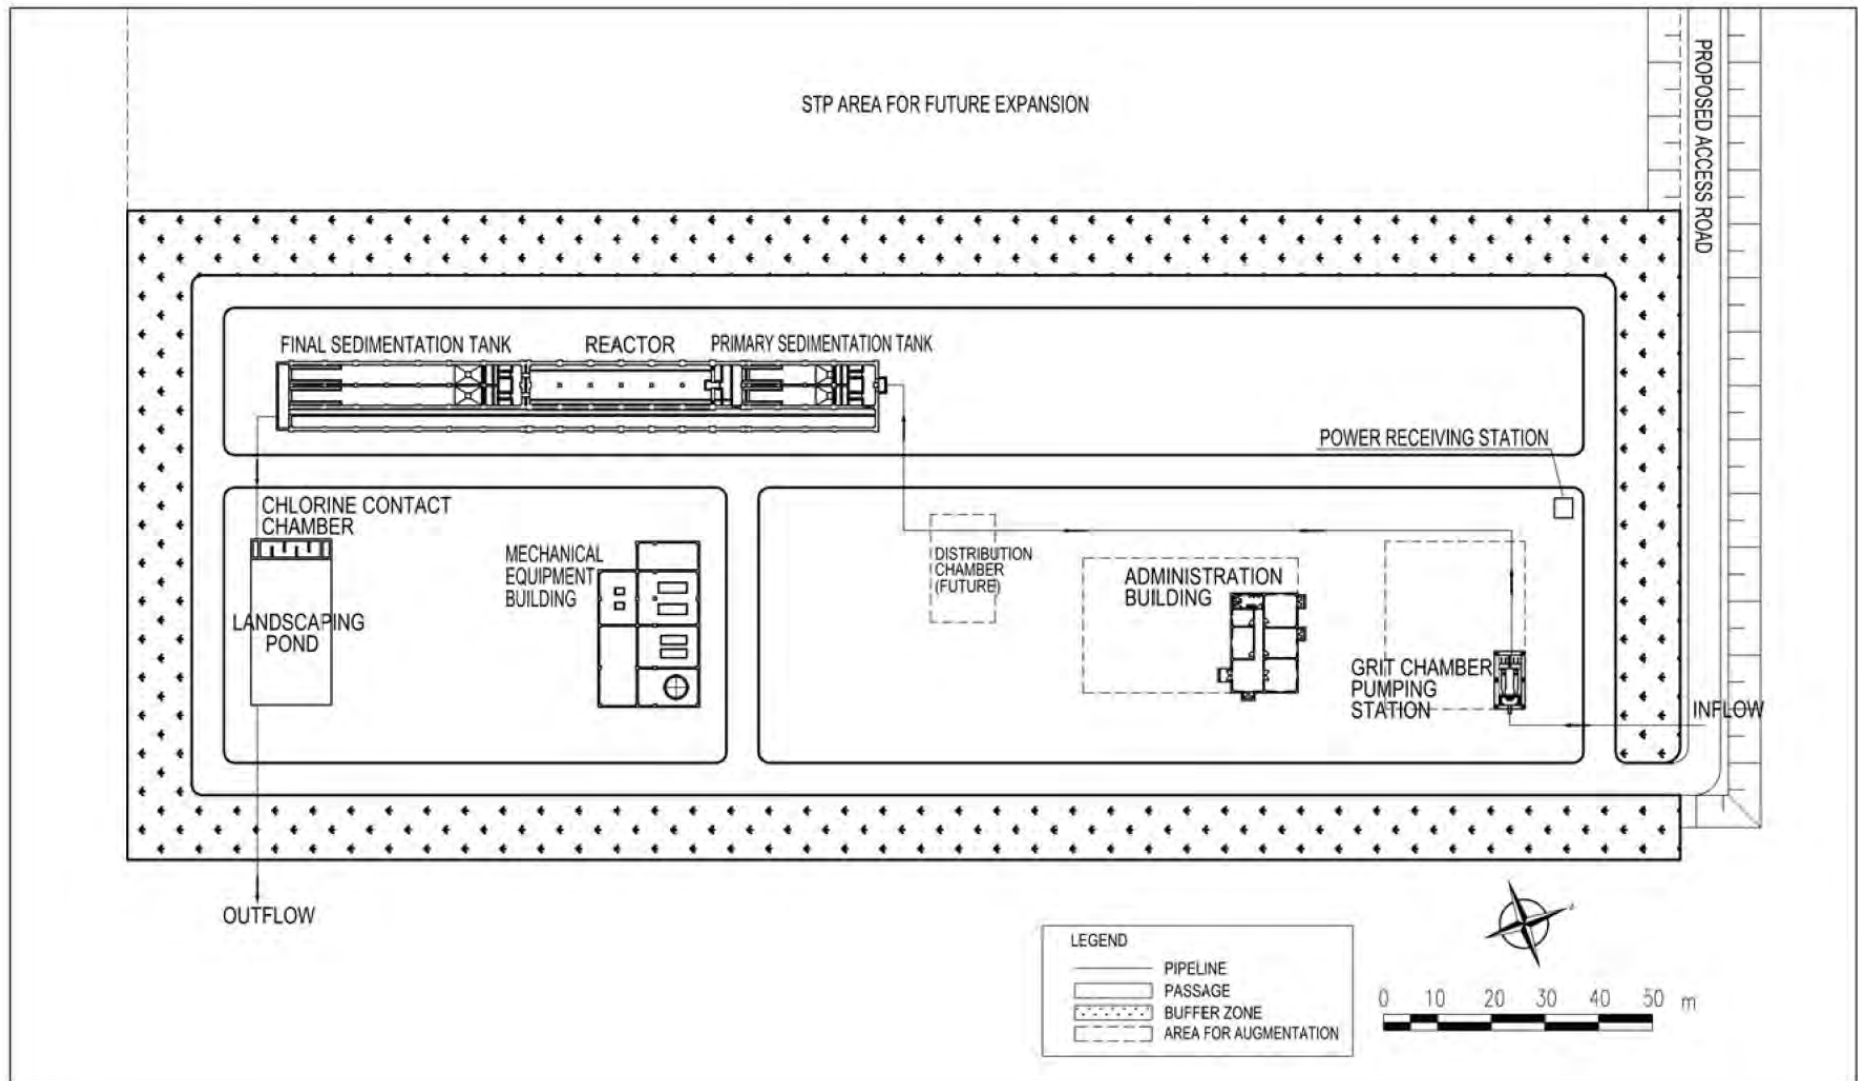 STP AREA FOR FUTURE EXPANSION
PROPOSED ACCESS ROAD
FINAL SEDIMENTATION TANK
REACTOR
PRIMARY SEDIMENTATION TANK
POWER RECEIVING STATION
CHLORINE CONTACT
CHAMBER
MECHANICAL
EQUIPMENT
BUILDING
DISTRIBUTION
CHAMBER
(FUTURE)
ADMINISTRATION
BUILDING
LANDSCAPING
POND
GRIT CHAMBER
PUMPING
STATION
INFLOW
OUTFLOW
LEGEND
PIPELINE
PASSAGE
BUFFER ZONE
AREA FOR AUGMENTATION
0 10 20 30 40 50 m